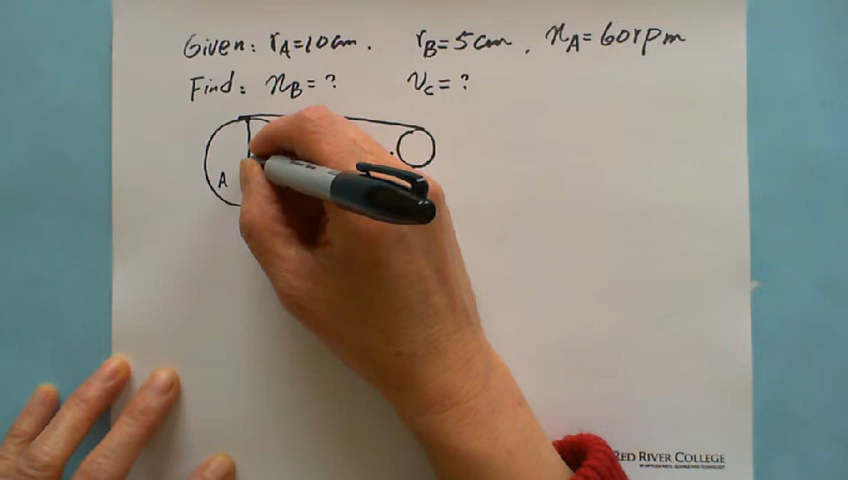 Given: rA=10cm. rB=5cm, nA=60rpm
Find: nB=? vC=?
A
RED RIVER COLLEGE